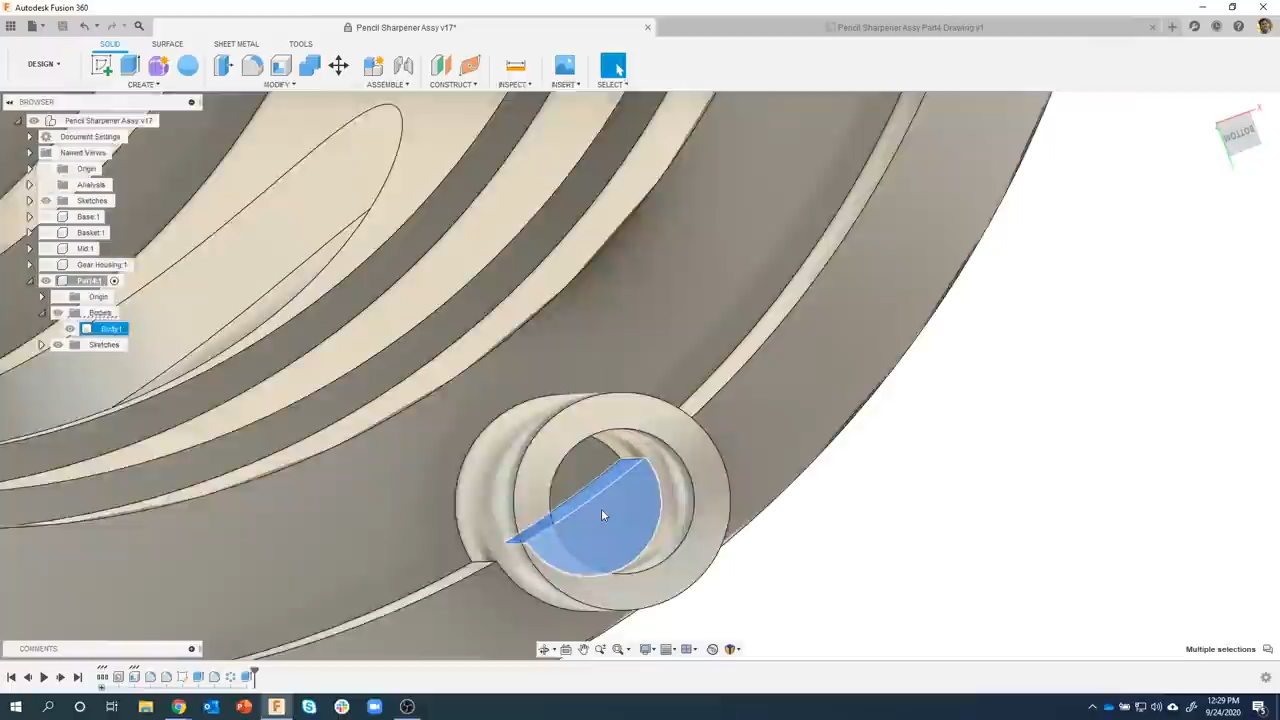 Autodesk Fusion 360
Pencil Sharpener Assy v17*
Pencil Sharpener Assy Part4 Drawing v1
SOLID SURFACE SHEET METAL TOOLS
DESIGN
CREATE MODIFY ASSEMBLE CONSTRUCT INSPECT INSERT SELECT
BROWSER
Pencil Sharpener Assy v17
Document Settings
Named Views
Origin
Analysis
Sketches
Base:1
Basket:1
Mid:1
Gear Housing:1
Part4:1
Origin
Bodies
Body1
Sketches
X
BOTTOM
COMMENTS
Multiple selections
12:29 PM
9/24/2020